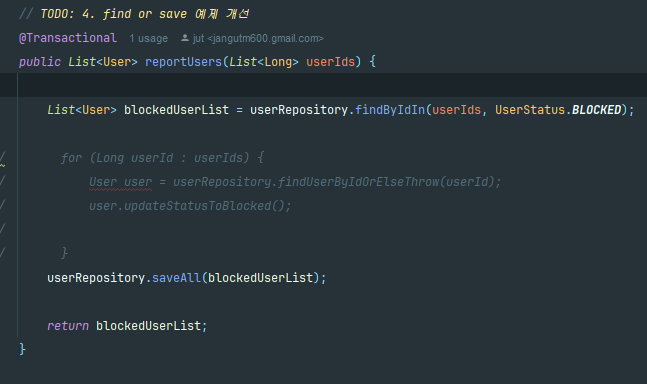 // TODO: 4. find or save 예제 개선
@Transactional 1 usage jut <jangutm600.gmail.com>
public List<User> reportUsers(List<Long> userIds) {
List<User> blockedUserList = userRepository.findByIdIn(userIds, UserStatus.BLOCKED);
/ for (Long userId : userIds) {
/ User user = userRepository.findUserByIdOrElseThrow(userId);
/ user.updateStatusToBlocked();
/
/ }
userRepository.saveAll(blockedUserList);
return blockedUserList;
}